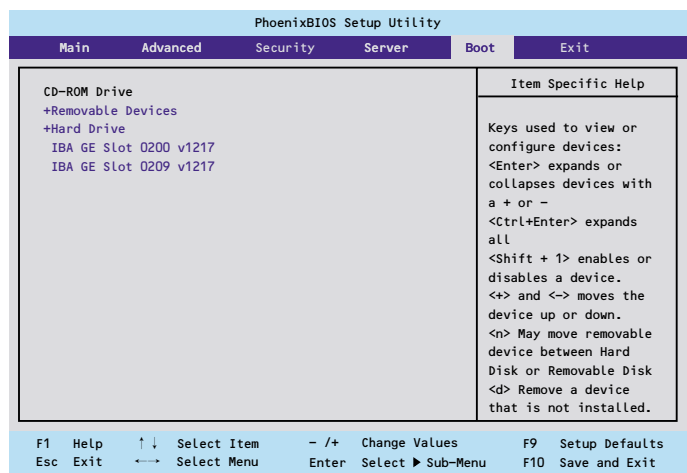 PhoenixBIOS Setup Utility
Main Advanced Security Server Boot Exit
CD-ROM Drive
+Removable Devices
+Hard Drive
IBA GE Slot 0200 v1217
IBA GE Slot 0209 v1217
Item Specific Help
Keys used to view or
configure devices:
<Enter> expands or
collapses devices with
a + or -
<Ctrl+Enter> expands
all
<Shift + 1> enables or
disables a device.
<+> and <-> moves the
device up or down.
<n> May move removable
device between Hard
Disk or Removable Disk
<d> Remove a device
that is not installed.
F1 Help ↑↓ Select Item - /+ Change Values F9 Setup Defaults
Esc Exit ←→ Select Menu Enter Select ▶ Sub-Menu F10 Save and Exit